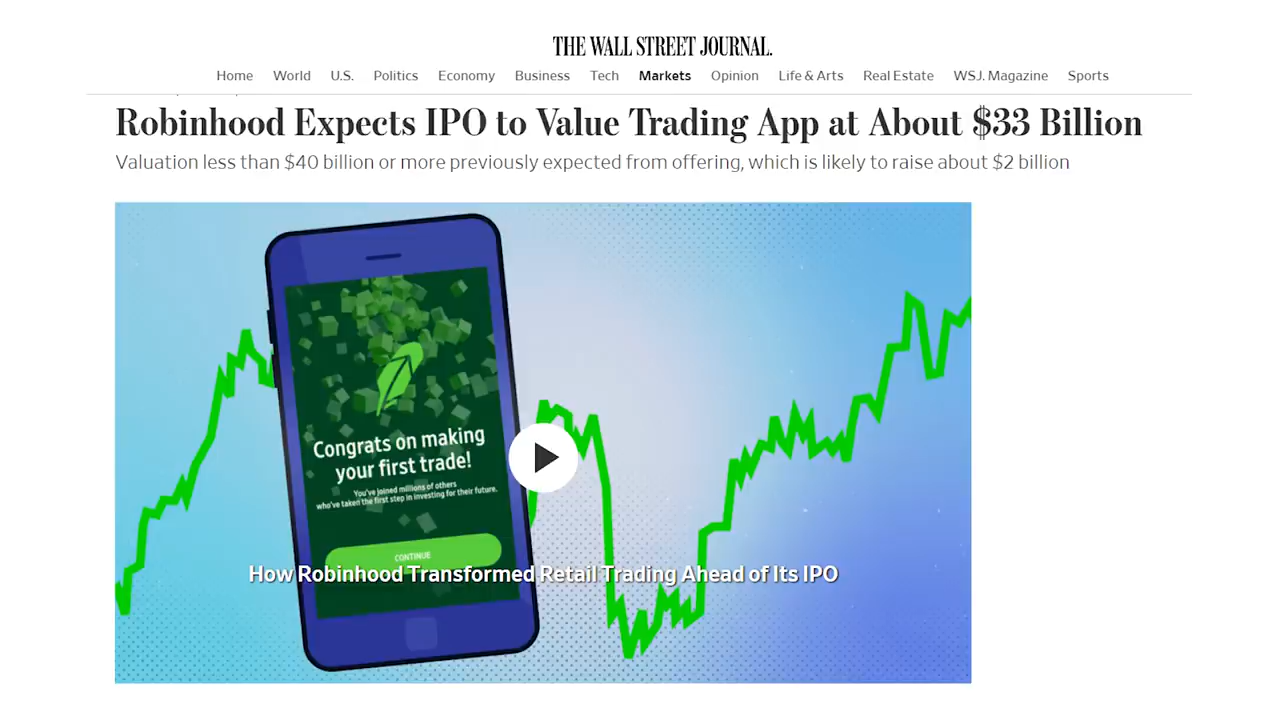 THE WALL STREET JOURNAL.
Home World U.S. Politics Economy Business Tech Markets Opinion Life & Arts Real Estate WSJ. Magazine Sports
Robinhood Expects IPO to Value Trading App at About $33 Billion
Valuation less than $40 billion or more previously expected from offering, which is likely to raise about $2 billion
Congrats on making
your first trade!
You've joined millions of others
who've taken the first step in investing for their future.
CONTINUE
How Robinhood Transformed Retail Trading Ahead of Its IPO